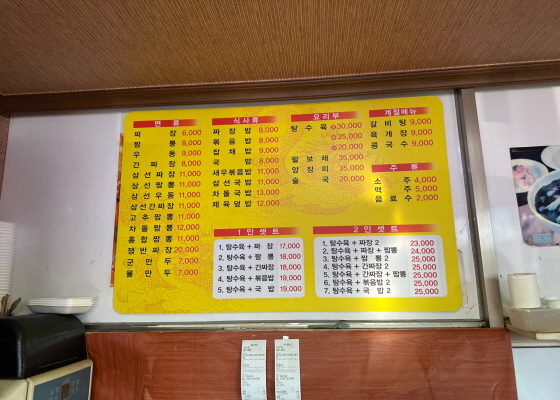 면 류
짜 장 6,000
짬 뽕 8,000
우 동 9,000
간 짜 장 8,000
삼선짜장 11,000
삼선짬뽕 11,000
삼선우동 11,000
삼선간짜장 11,000
고추짬뽕 11,000
차돌짬뽕 12,000
홍합짬뽕 11,000
쟁반짜장 20,000
군 만 두 7,000
물 만 두 7,000
식 사 류
짜 장 밥 8,000
볶 음 밥 8,000
잡 채 밥 9,000
국 밥
새우볶음밥 11,000
삼선국밥
차돌국밥 13,000
제육덮밥 12,000
요 리 부
탕 수 육 ㉧30,000
25,000
20,000
팔 보 채 35,000
양 장 피 35,000
술 국 20,000
계절메뉴
갈 비 탕 9,000
육 개 장 9,000
콩 국 수 9,000
주 류
소 주 4,000
맥 주 5,000
음 료 수 2,000
1 인 셋 트
1. 탕수육 + 짜 장 17,000
2. 탕수육 + 짬 뽕 18,000
3. 탕수육 + 간짜장 18,000
4. 탕수육 + 볶음밥 19,000
5. 탕수육 + 국 밥 19,000
2 인 셋 트
1. 탕수육 + 짜장 2 23,000
2. 탕수육 + 짜장 + 짬뽕 24,000
3. 탕수육 + 짬 뽕 2 25,000
4. 탕수육 + 간짜장 2 25,000
5. 탕수육 + 간짜장 + 짬뽕 25,000
6. 탕수육 + 볶음밥 2 25,000
7. 탕수육 + 국 밥 2 25,000